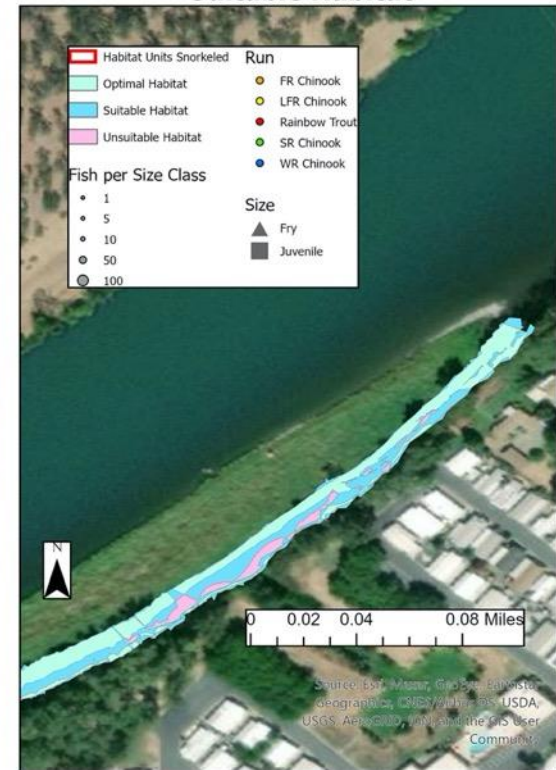 Habitat Units Snorkeled
Optimal Habitat
Suitable Habitat
Unsuitable Habitat
Fish per Size Class
1
5
10
50
100
Run
FR Chinook
LFR Chinook
Rainbow Trout
SR Chinook
WR Chinook
Size
Fry
Juvenile
N
0 0.02 0.04 0.08 Miles
Source: Esri, Maxar, GeoEye, Earthstar
Geographics, CNES/Airbus DS, USDA,
USGS, AeroGRID, IGN, and the GIS User
Community